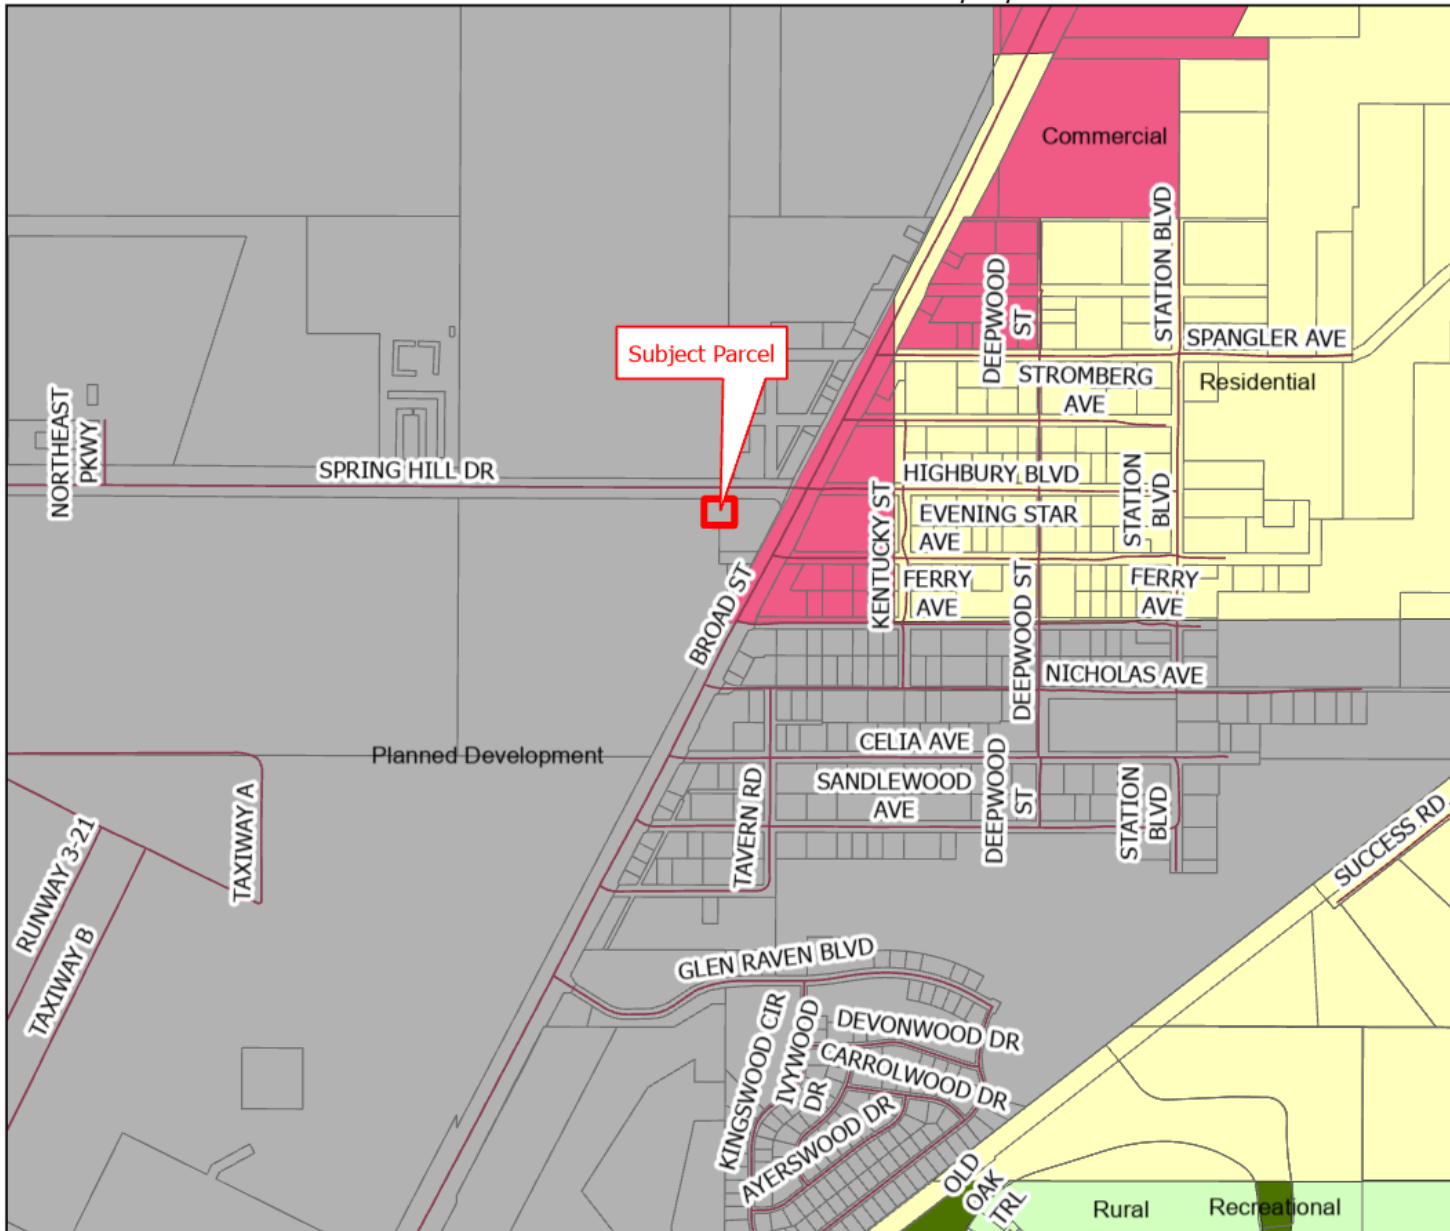 Commercial
STATION BLVD
DEEPWOOD
ST
SPANGLER AVE
Subject Parcel
STROMBERG
AVE
Residential
NORTHEAST
PKWY
SPRING HILL DR
HIGHBURY BLVD
STATION
BLVD
KENTUCKY ST
EVENING STAR
AVE
FERRY
AVE
FERRY
AVE
BROAD ST
DEEPWOOD ST
NICHOLAS AVE
Planned Development
CELIA AVE
SANDLEWOOD
AVE
DEEPWOOD
ST
STATION
BLVD
TAVERN RD
TAXIWAY A
RUNWAY 3-21
TAXIWAY B
SUCCESS RD
GLEN RAVEN BLVD
KINGSWOOD CIR
IVYWOOD
DR
DEVONWOOD DR
CARROLWOOD DR
AYERSWOOD DR
OLD
OAK
TRL
Rural
Recreational